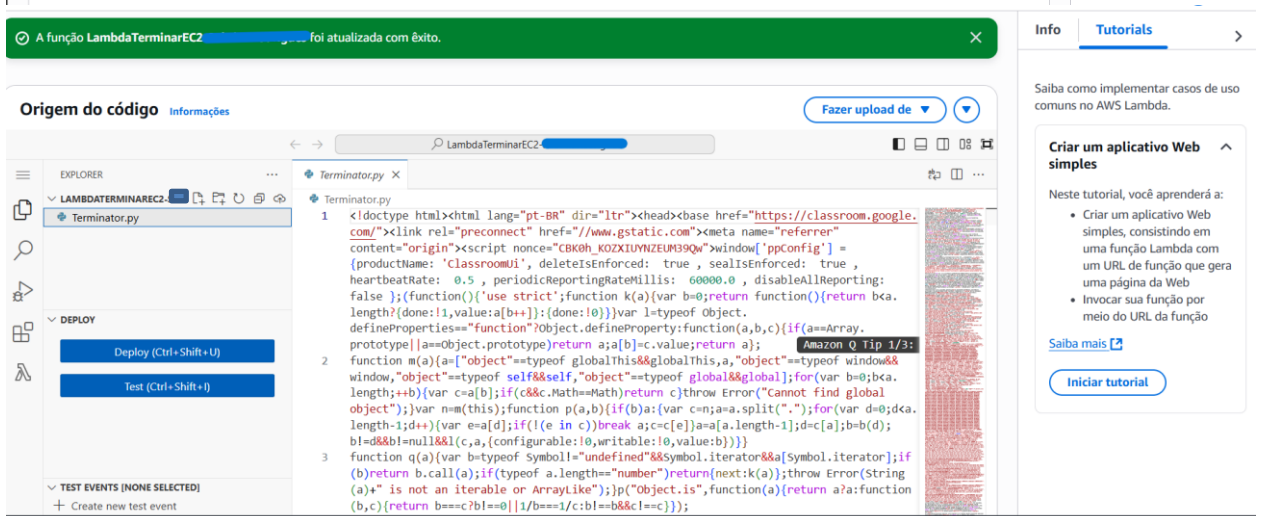 A função LambdaTerminarEC2 foi atualizada com êxito.
Info
Tutorials
Origem do código Informações
Fazer upload de
LambdaTerminarEC2-
EXPLORER
LAMBDATERMINAREC2-
Terminator.py
DEPLOY
Deploy (Ctrl+Shift+U)
Test (Ctrl+Shift+I)
TEST EVENTS [NONE SELECTED]
Create new test event
Terminator.py
Terminator.py
1 <!doctype html><html lang="pt-BR" dir="ltr"><head><base href="https://classroom.google.
com/"><link rel="preconnect" href="//www.gstatic.com"><meta name="referrer"
content="origin"><script nonce="CBK0h_KOZXIUYNZEUM39Qw">window['ppConfig'] =
{productName: 'ClassroomUi', deleteIsEnforced: true , sealIsEnforced: true ,
heartbeatRate: 0.5 , periodicReportingRateMillis: 60000.0 , disableAllReporting:
false };(function(){'use strict';function k(a){var b=0;return function(){return b<a.
length?{done:!1,value:a[b++]}:{done:!0}}}var l=typeof Object.
defineProperties=="function"?Object.defineProperty:function(a,b,c){if(a==Array.
prototype||a==Object.prototype)return a;a[b]=c.value;return a};
Amazon Q Tip 1/3:
2 function m(a){a=["object"==typeof globalThis&&globalThis,a,"object"==typeof window&&
window,"object"==typeof self&&self,"object"==typeof global&&global];for(var b=0;b<a.
length;++b){var c=a[b];if(c&&c.Math==Math)return c}throw Error("Cannot find global
object");}var n=m(this);function p(a,b){if(b)a:{var c=n;a=a.split(".");for(var d=0;d<a.
length-1;d++){var e=a[d];if(!(e in c))break a;c=c[e]}a=a[a.length-1];d=c[a];b=b(d);
b!=d&&b!=null&&l(c,a,{configurable:!0,writable:!0,value:b})}}
3 function q(a){var b=typeof Symbol!="undefined"&&Symbol.iterator&&a[Symbol.iterator];if
(b)return b.call(a);if(typeof a.length=="number")return{next:k(a)};throw Error(String
(a)+" is not an iterable or ArrayLike");}p("Object.is",function(a){return a?a:function
(b,c){return b===c?b!==0||1/b===1/c:b!==b&&c!==c}});
Saiba como implementar casos de uso
comuns no AWS Lambda.
Criar um aplicativo Web
simples
Neste tutorial, você aprenderá a:
• Criar um aplicativo Web
simples, consistindo em
uma função Lambda com
um URL de função que gera
uma página da Web
• Invocar sua função por
meio do URL da função
Saiba mais
Iniciar tutorial